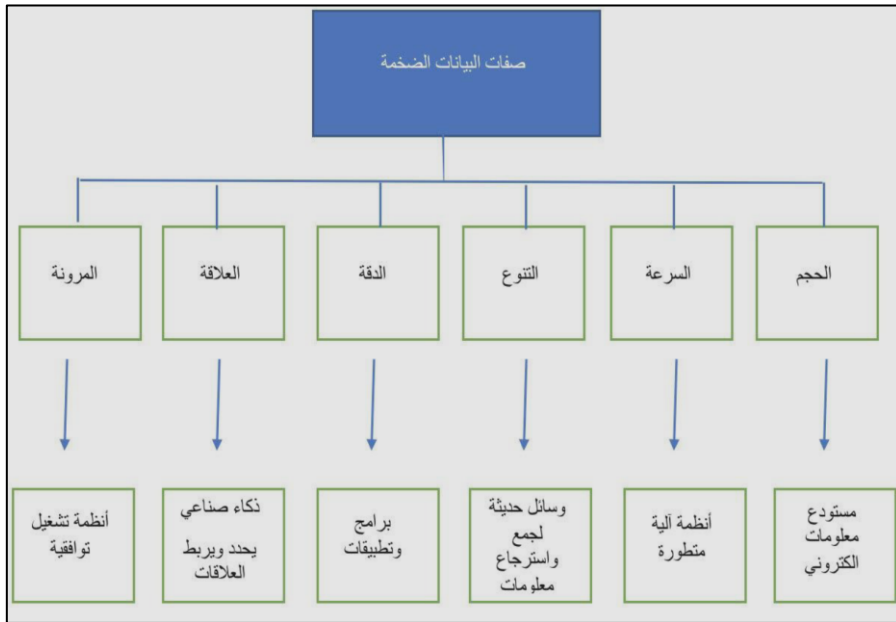 صفات البيانات الضخمة
الحجم
السرعة
التنوع
الدقة
العلاقة
المرونة
مستودع
معلومات
الكتروني
أنظمة آلية
متطورة
وسائل حديثة
لجمع
واسترجاع
معلومات
برامج
وتطبيقات
ذكاء صناعي
يحدد ويربط
العلاقات
أنظمة تشغيل
توافقية